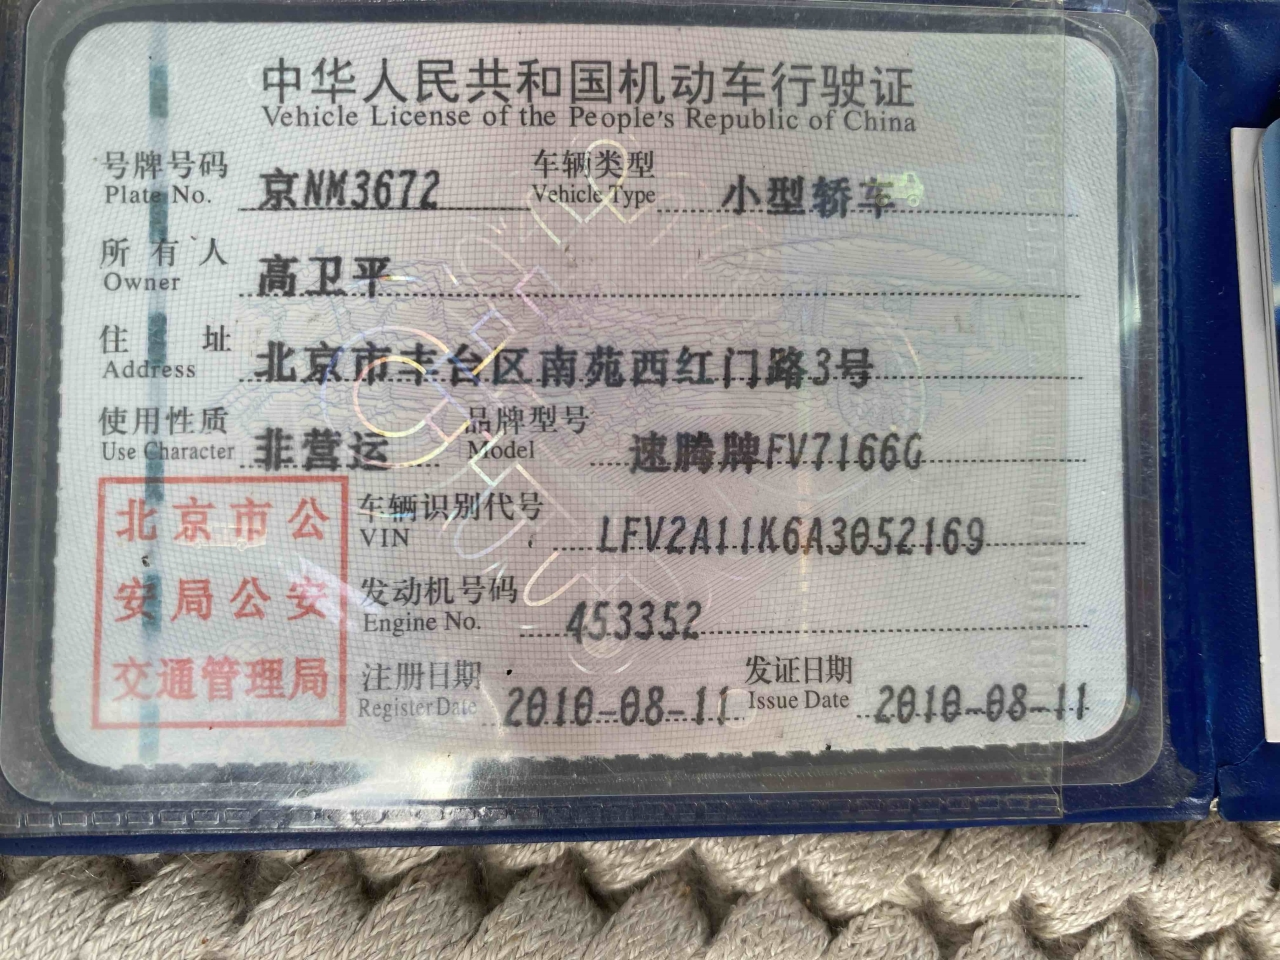 中华人民共和国机动车行驶证
Vehicle License of the People's Republic of China
号牌号码 京NM3672 车辆类型 小型轿车
Plate No. Vehicle Type
所有人 高卫平
Owner
住址 北京市丰台区南苑西红门路3号
Address
使用性质 非营运 品牌型号 速腾牌FV7166G
Use Character Model
北京市公
安局公安
交通管理局
车辆识别代号 LFV2A11K6A3052169
VIN
发动机号码 453352
Engine No.
注册日期 2010-08-11 发证日期 2010-08-11
Register Date Issue Date